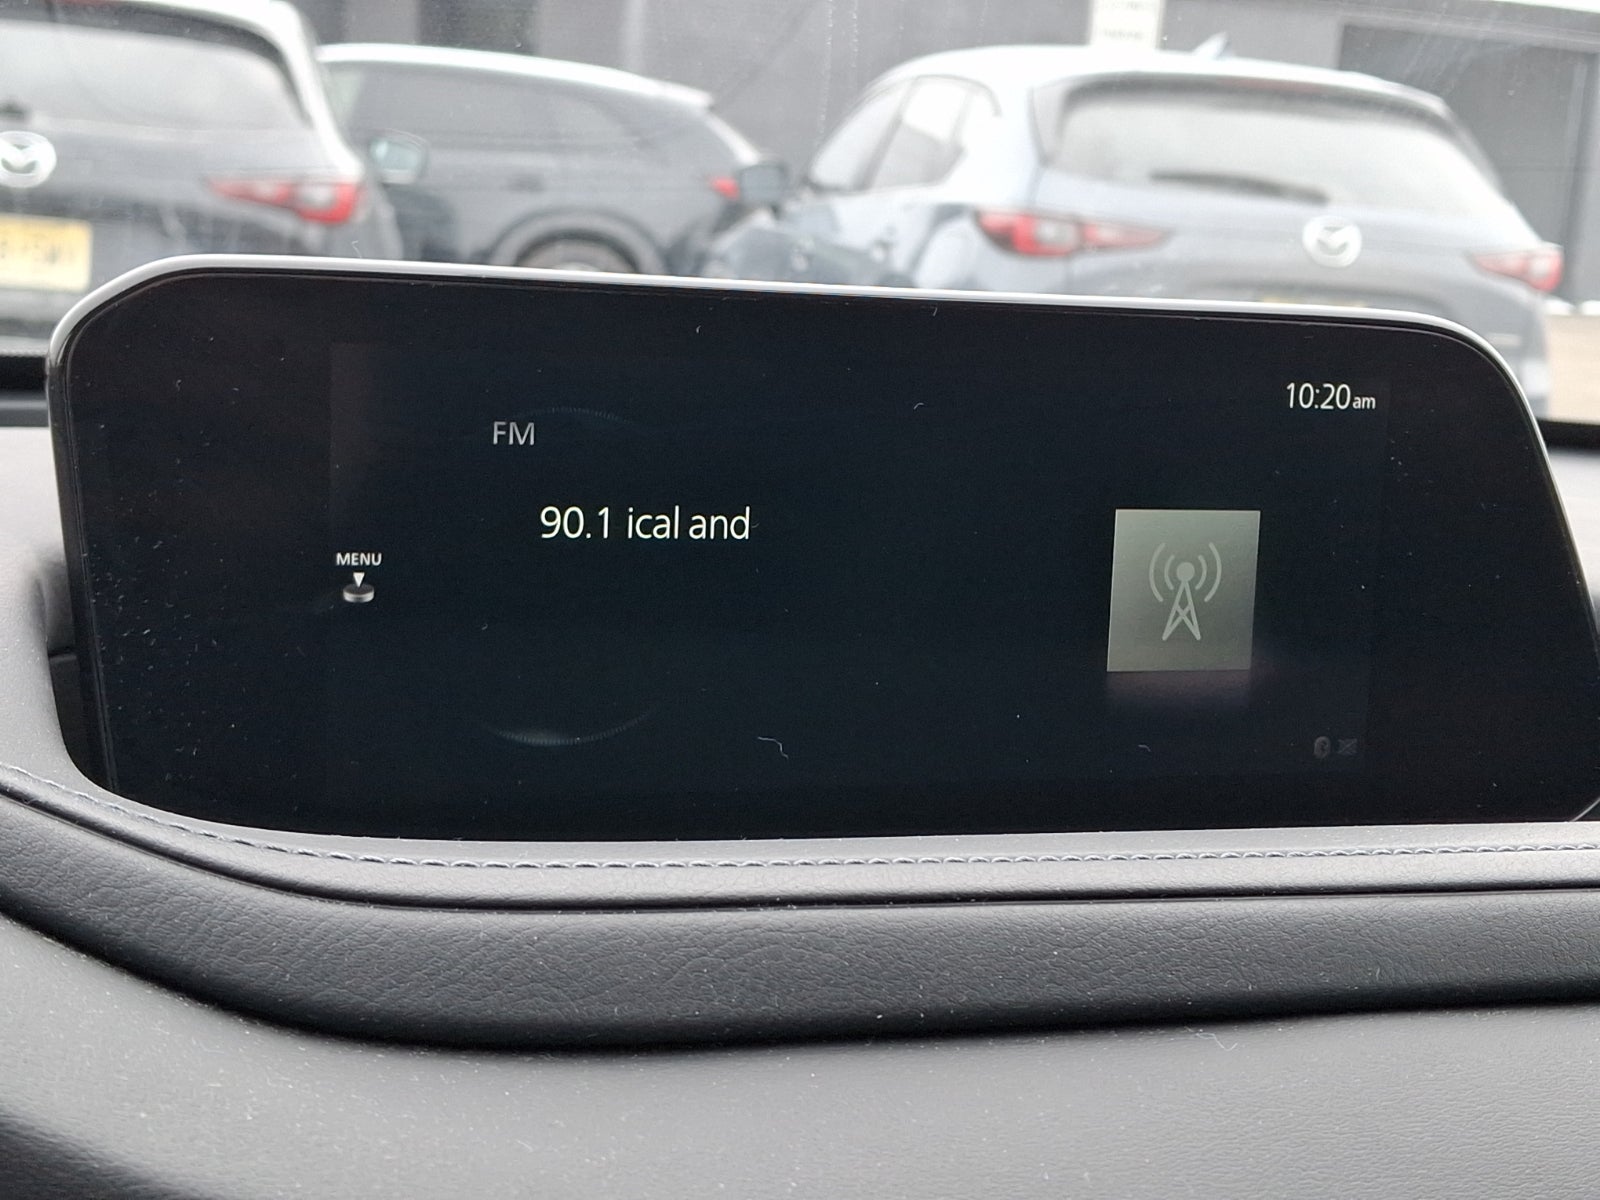 10:20am
FM
90.1 ical and
MENU